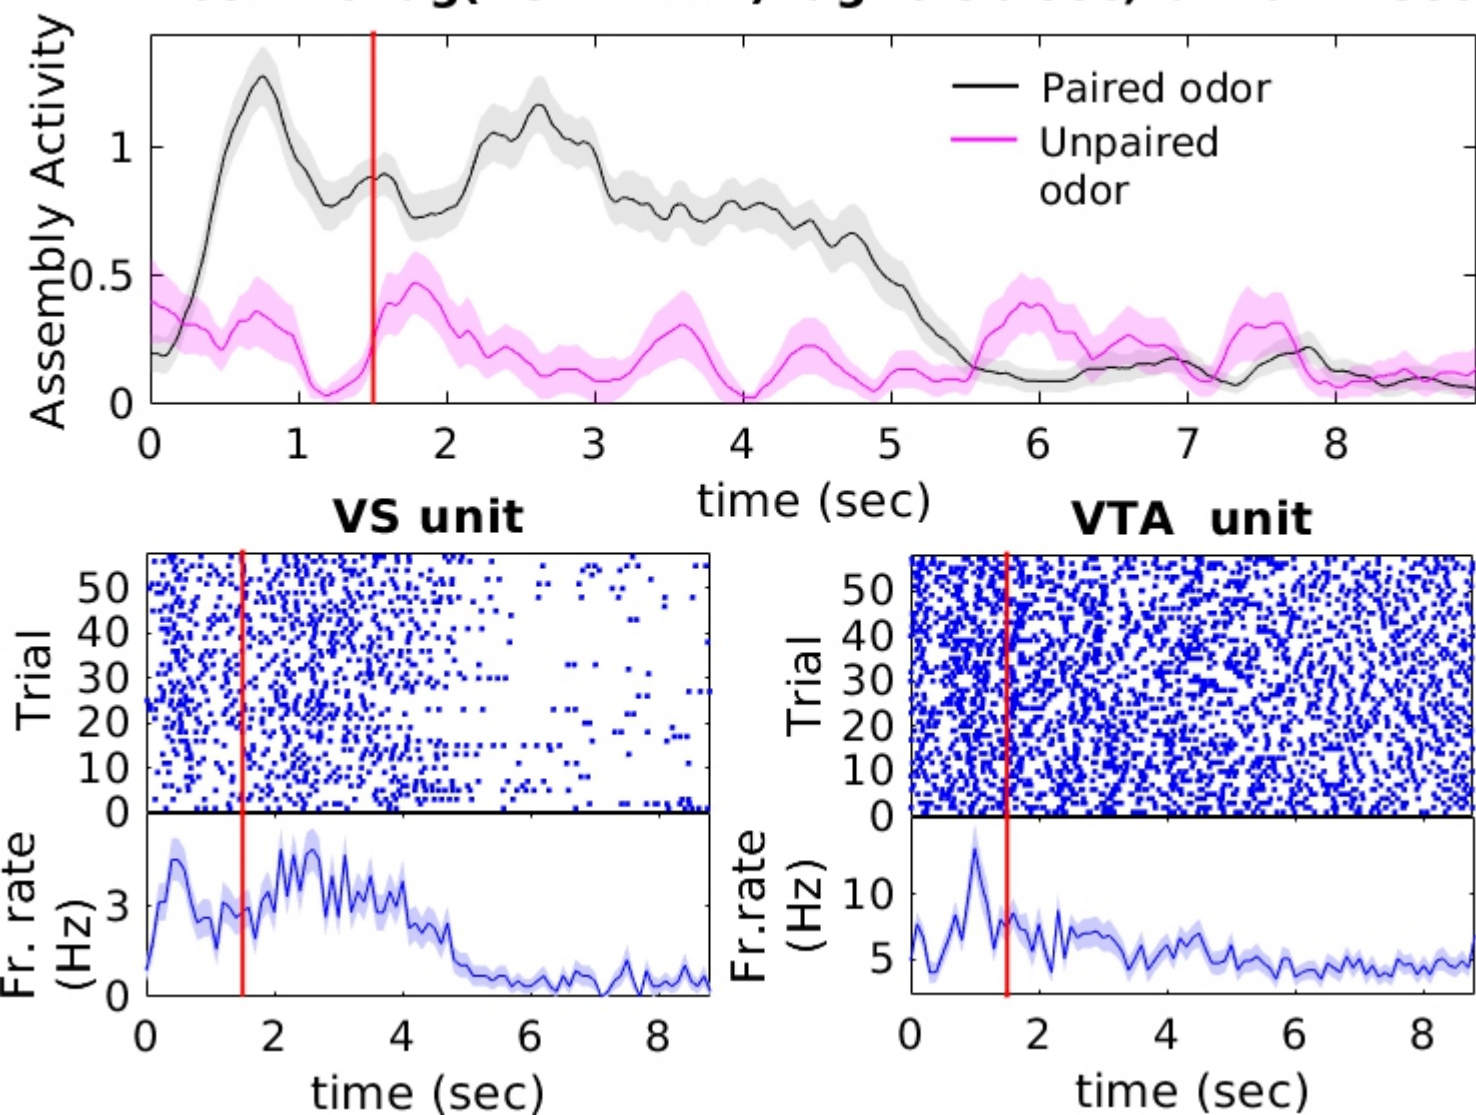 Assembly Activity
1
0.5
0
Paired odor
Unpaired
odor
0 1 2 3 4 5 6 7 8
time (sec)
VS unit
Trial
50
40
30
20
10
0
Fr. rate
(Hz)
3
0
0 2 4 6 8
time (sec)
VTA unit
Trial
50
40
30
20
10
0
Fr.rate
(Hz)
10
5
0 2 4 6 8
time (sec)